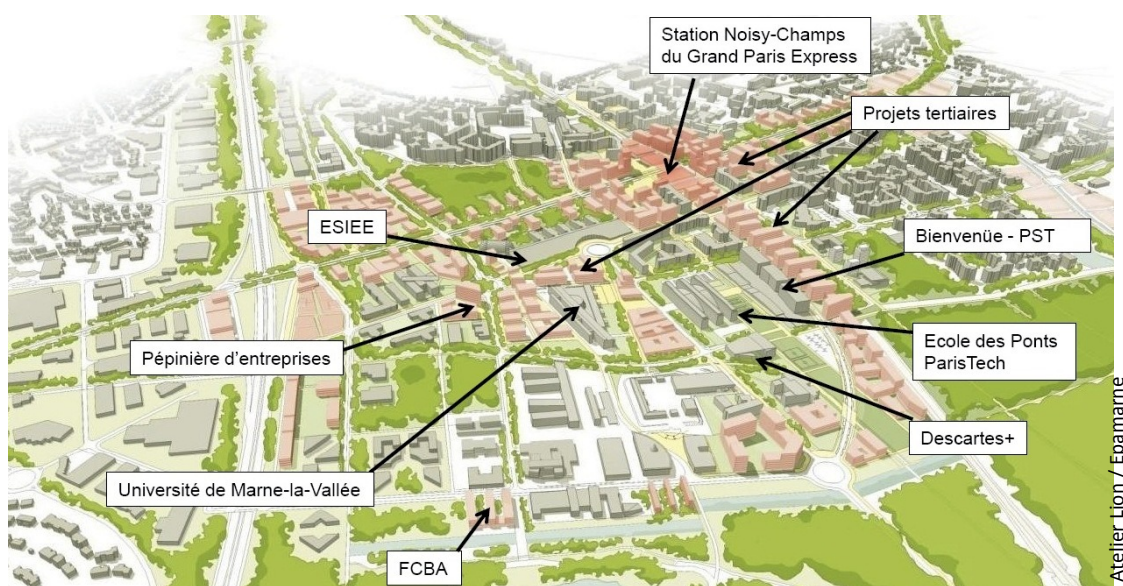 Station Noisy-Champs
du Grand Paris Express
Projets tertiaires
ESIEE
Bienvenüe - PST
Pépinière d'entreprises
Ecole des Ponts
ParisTech
Descartes+
Université de Marne-la-Vallée
FCBA
Atelier Lion / Epamarne